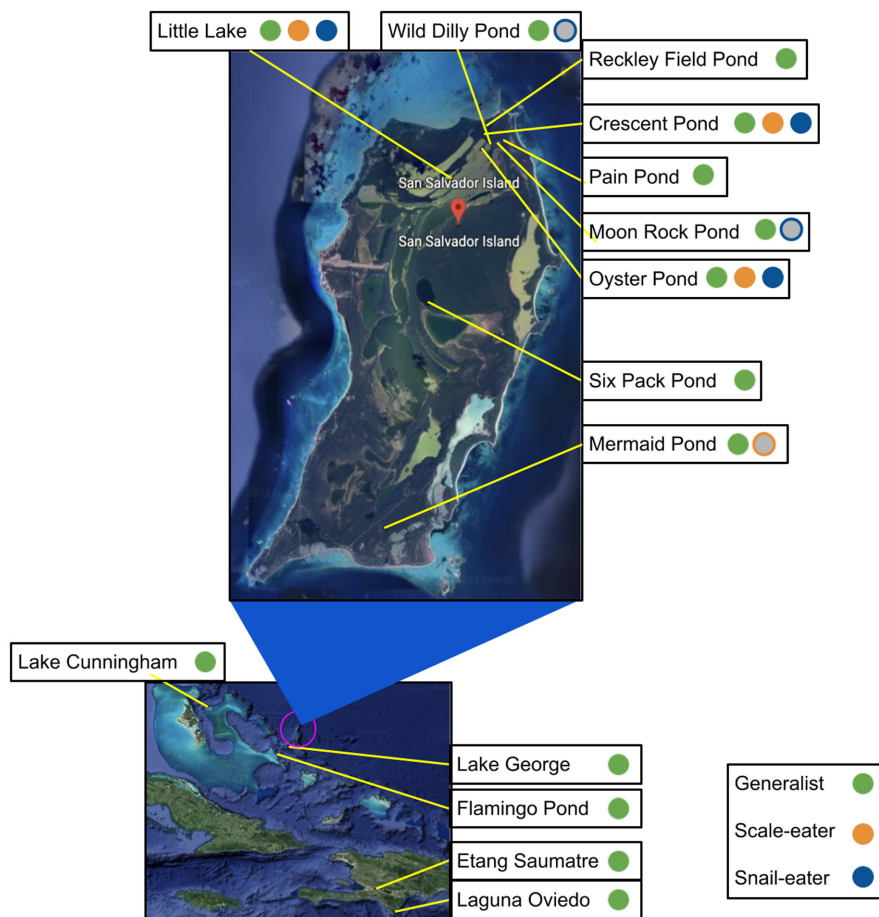 Little Lake
Wild Dilly Pond
Reckley Field Pond
Crescent Pond
Pain Pond
Moon Rock Pond
Oyster Pond
San Salvador Island
San Salvador Island
Six Pack Pond
Mermaid Pond
Lake Cunningham
Lake George
Flamingo Pond
Etang Saumatre
Laguna Oviedo
Generalist
Scale-eater
Snail-eater